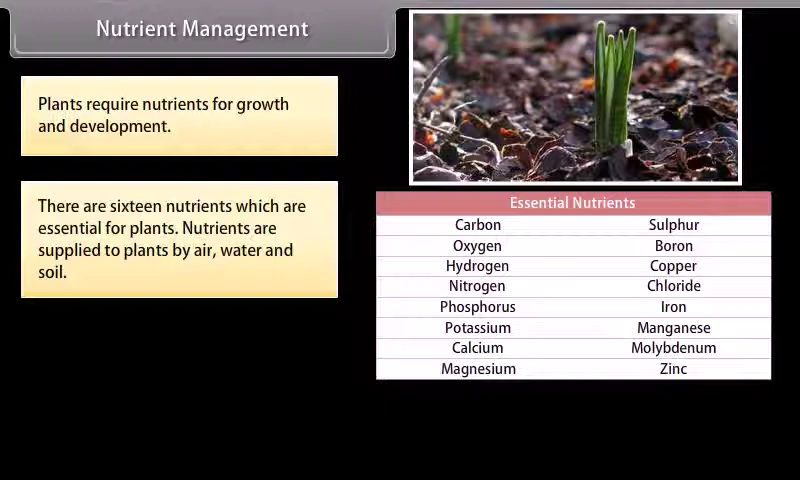 Nutrient Management
Plants require nutrients for growth
and development.
There are sixteen nutrients which are
essential for plants. Nutrients are
supplied to plants by air, water and
soil.
Essential Nutrients
Carbon Sulphur
Oxygen Boron
Hydrogen Copper
Nitrogen Chloride
Phosphorus Iron
Potassium Manganese
Calcium Molybdenum
Magnesium Zinc